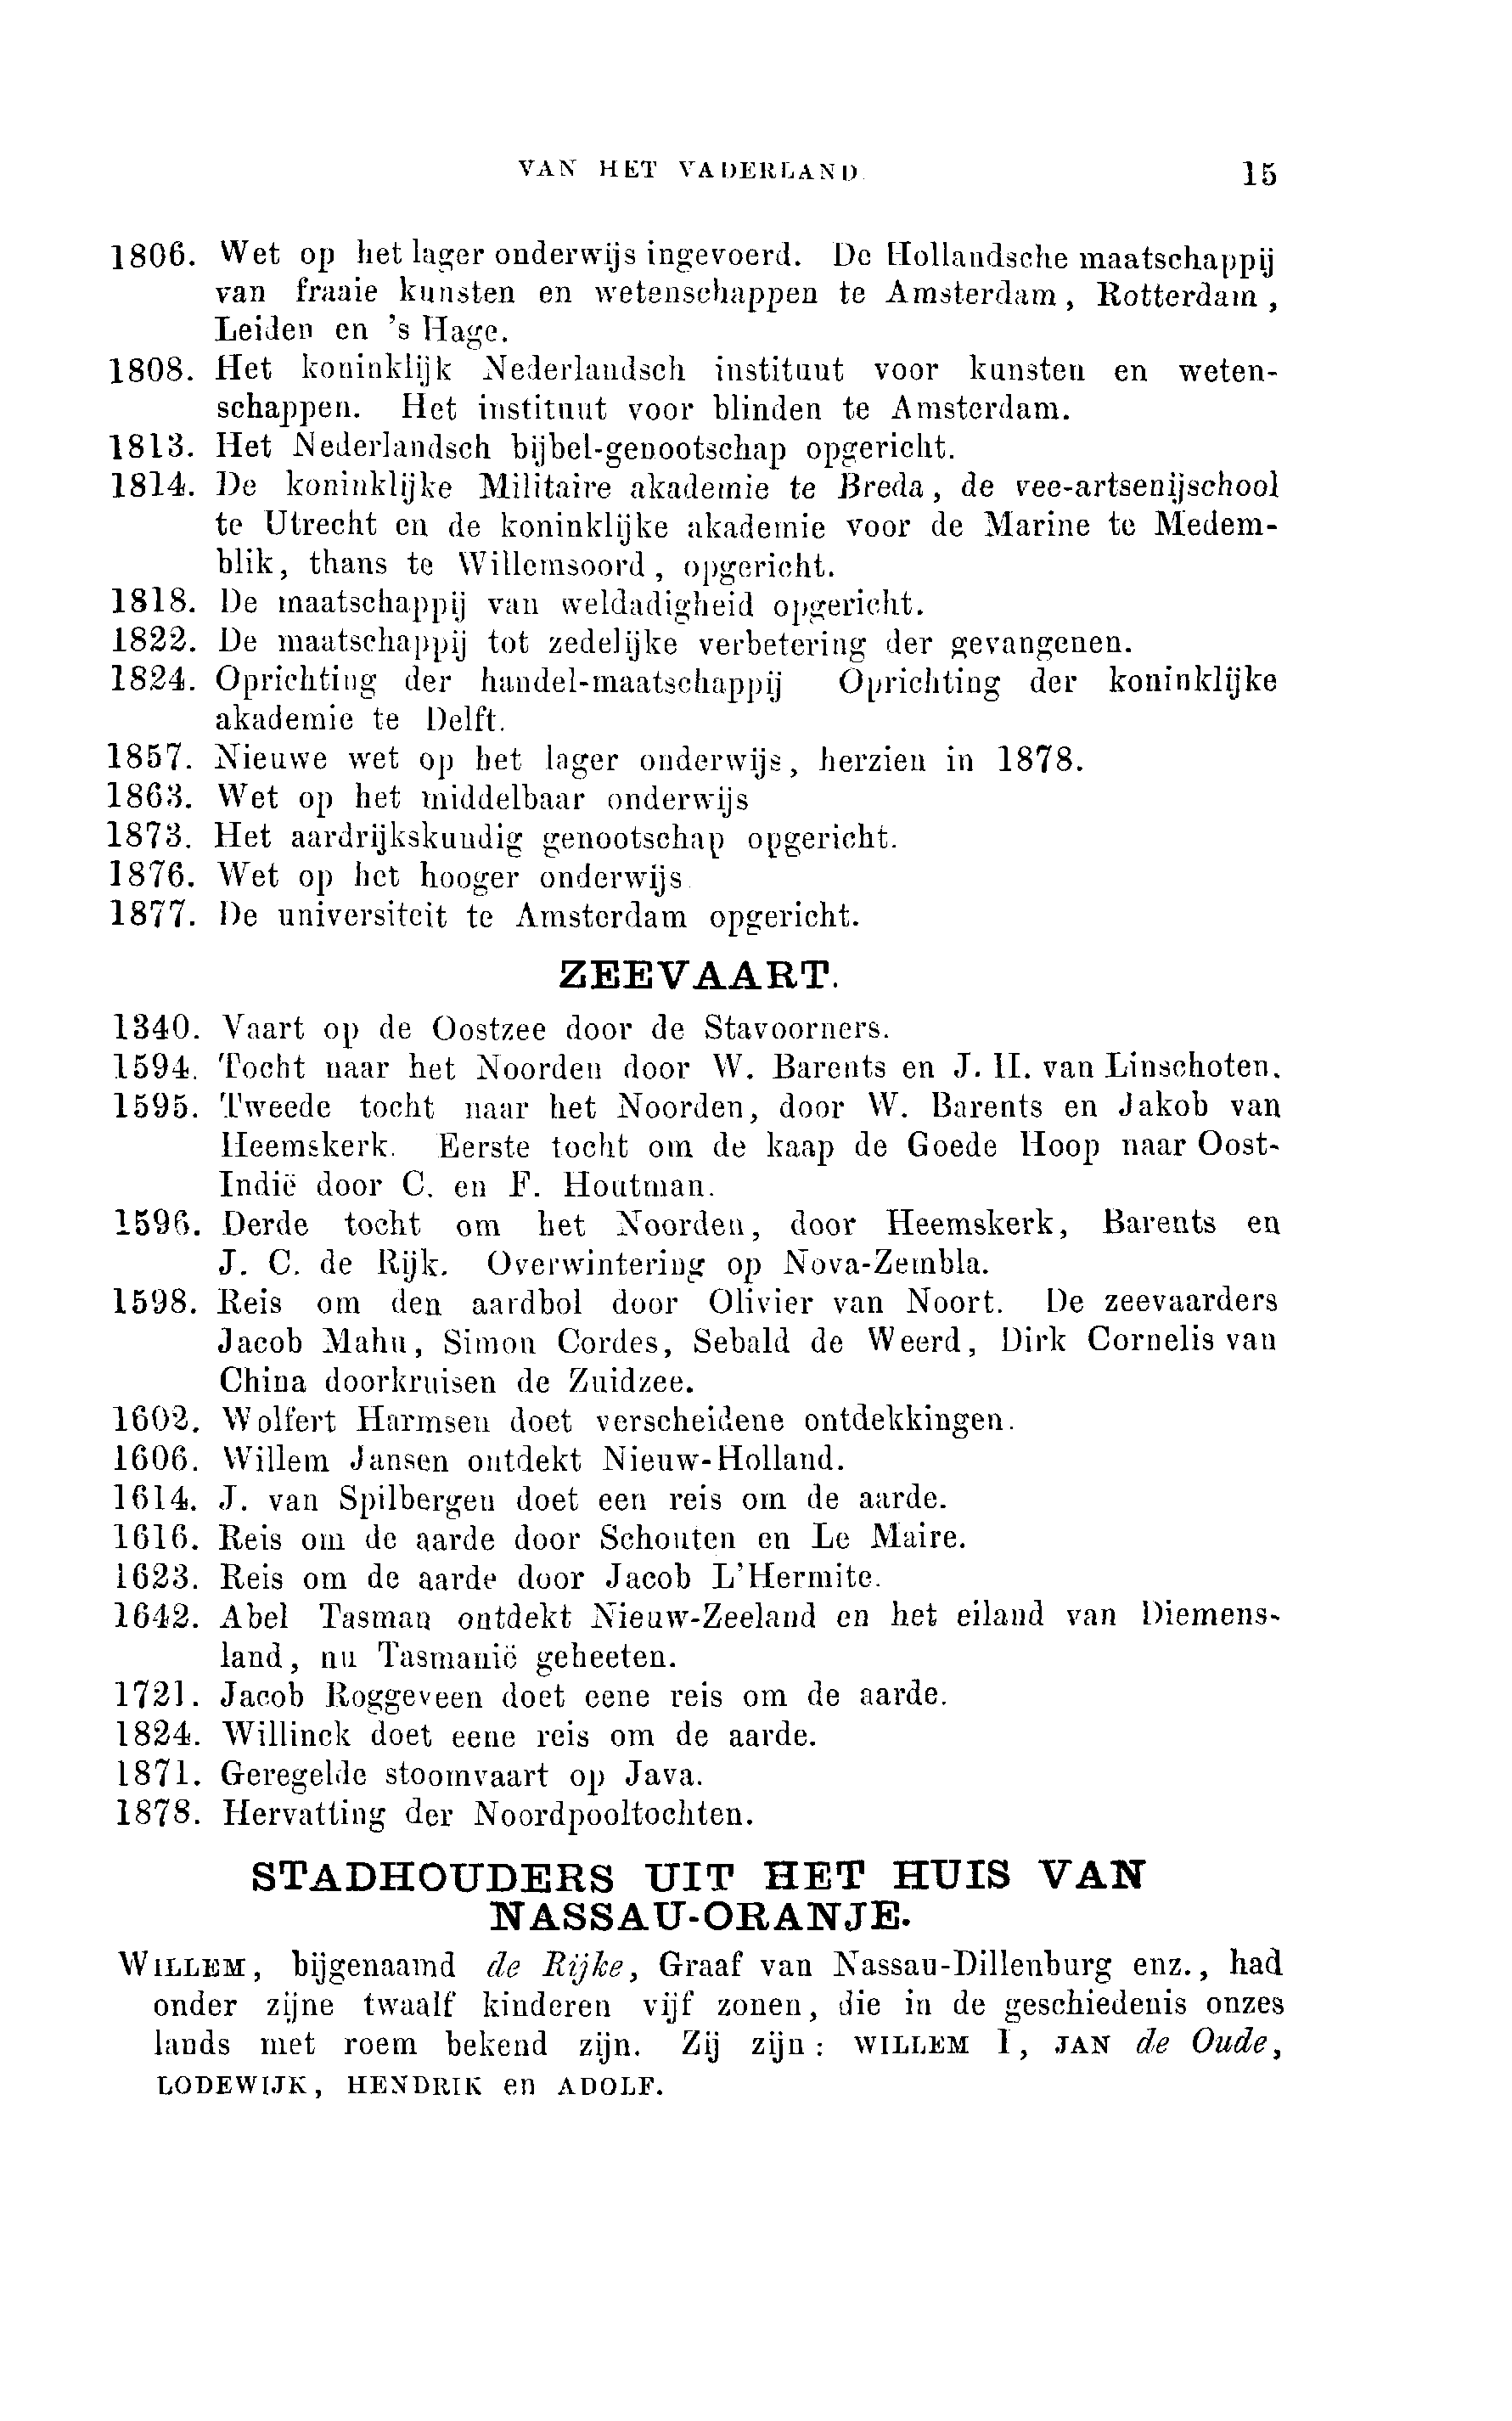 VAN HET VADERLAND. 15
1806. Wet op het lager onderwijs ingevoerd. De Hollandsche maatschappij
van fraaie kunsten en wetenschappen te Amsterdam, Rotterdam,
Leiden en 's Hage.
1808. Het koninklijk Nederlandsch instituut voor kunsten en weten-
schappen. Het instituut voor blinden te Amsterdam.
1813. Het Nederlandsch bijbel-genootschap opgericht.
1814. De koninklijke Militaire akademie te Breda, de vee-artsenijschool
te Utrecht en de koninklijke akademie voor de Marine te Medem-
blik, thans te Willemsoord, opgericht.
1818. De maatschappij van weldadigheid opgericht.
1822. De maatschappij tot zedelijke verbetering der gevangenen.
1824. Oprichting der handel-maatschappij Oprichting der koninklijke
akademie te Delft.
1857. Nieuwe wet op het lager onderwijs, herzien in 1878.
1863. Wet op het middelbaar onderwijs
1873. Het aardrijkskundig genootschap opgericht.
1876. Wet op het hooger onderwijs.
1877. De universiteit te Amsterdam opgericht.
ZEEVAART.
1340. Vaart op de Oostzee door de Stavoorners.
1594. Tocht naar het Noorden door W. Barents en J. H. van Linschoten.
1595. Tweede tocht naar het Noorden, door W. Barents en Jakob van
Heemskerk. Eerste tocht om de kaap de Goede Hoop naar Oost-
Indië door C. en F. Houtman.
1596. Derde tocht om het Noorden, door Heemskerk, Barents en
J. C. de Rijk. Overwintering op Nova-Zembla.
1598. Reis om den aardbol door Olivier van Noort. De zeevaarders
Jacob Mahu, Simon Cordes, Sebald de Weerd, Dirk Cornelis van
China doorkruisen de Zuidzee.
1602. Wolfert Harmsen doet verscheidene ontdekkingen.
1606. Willem Jansen ontdekt Nieuw-Holland.
1614. J. van Spilbergen doet een reis om de aarde.
1616. Reis om de aarde door Schouten en Le Maire.
1623. Reis om de aarde door Jacob L'Hermite.
1642. Abel Tasman ontdekt Nieuw-Zeeland en het eiland van Diemens-
land, nu Tasmanië geheeten.
1721. Jacob Roggeveen doet eene reis om de aarde.
1824. Willinck doet eene reis om de aarde.
1871. Geregelde stoomvaart op Java.
1878. Hervatting der Noordpooltochten.
STADHOUDERS UIT HET HUIS VAN
NASSAU-ORANJE.
WILLEM, bijgenaamd de Rijke, Graaf van Nassau-Dillenburg enz., had
onder zijne twaalf kinderen vijf zonen, die in de geschiedenis onzes
lands met roem bekend zijn. Zij zijn: WILLEM I, JAN de Oude,
LODEWIJK, HENDRIK en ADOLF.